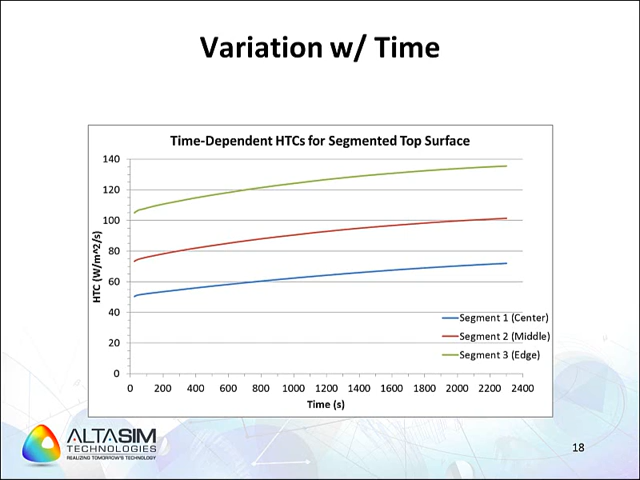 Variation w/ Time
Time-Dependent HTCs for Segmented Top Surface
140
120
100
80
60
40
20
0
HTC (W/m^2/s)
Segment 1 (Center)
Segment 2 (Middle)
Segment 3 (Edge)
0 200 400 600 800 1000 1200 1400 1600 1800 2000 2200 2400
Time (s)
ALTASIM
TECHNOLOGIES
REALIZING TOMORROW'S TECHNOLOGY
18